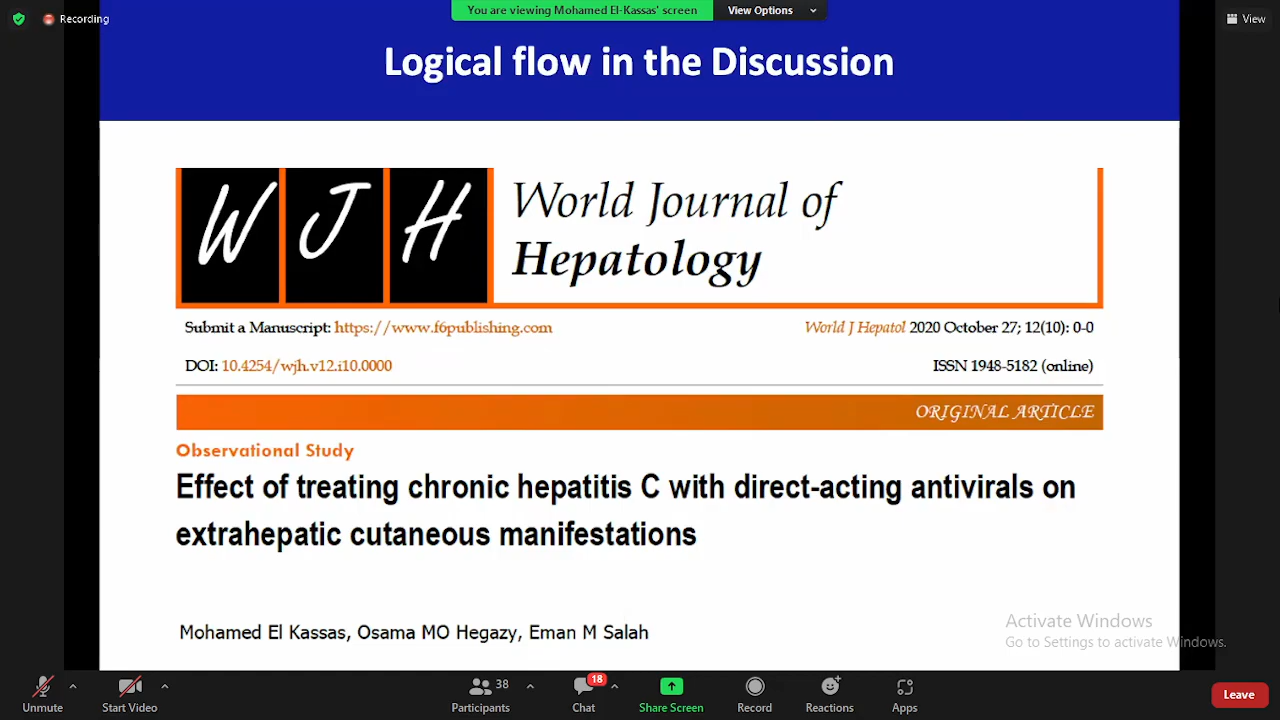 Recording
You are viewing Mohamed El-Kassas' screen
View Options
View
Logical flow in the Discussion
W J H
World Journal of
Hepatology
Submit a Manuscript: https://www.f6publishing.com
World J Hepatol 2020 October 27; 12(10): 0-0
DOI: 10.4254/wjh.v12.i10.0000
ISSN 1948-5182 (online)
ORIGINAL ARTICLE
Observational Study
Effect of treating chronic hepatitis C with direct-acting antivirals on
extrahepatic cutaneous manifestations
Mohamed El Kassas, Osama MO Hegazy, Eman M Salah
Activate Windows
Go to Settings to activate Windows.
Unmute
Start Video
38
Participants
18
Chat
Share Screen
Record
Reactions
Apps
Leave